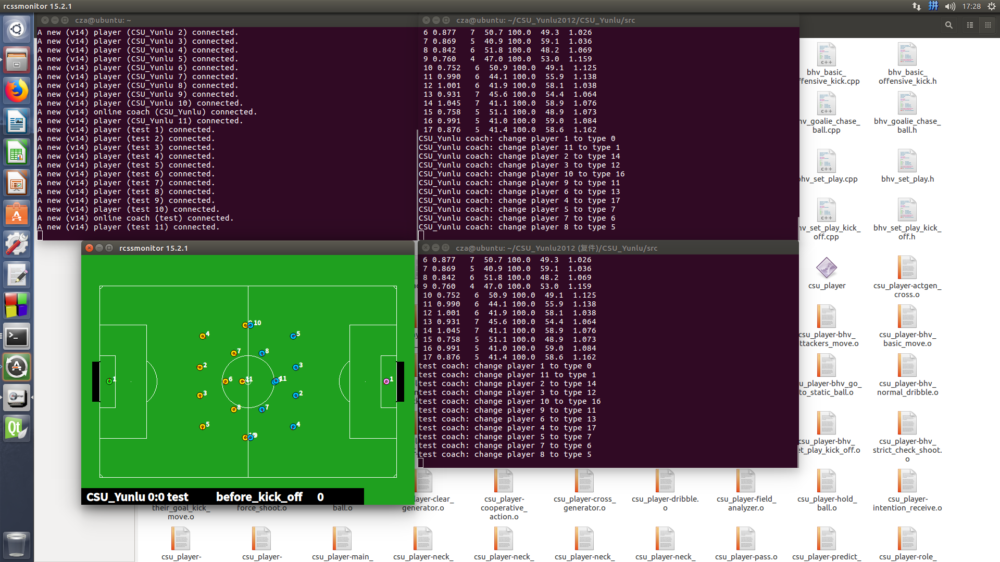 rcssmonitor 15.2.1
拼
17:28
cza@ubuntu: ~
A new (v14) player (CSU_Yunlu 2) connected.
A new (v14) player (CSU_Yunlu 3) connected.
A new (v14) player (CSU_Yunlu 4) connected.
A new (v14) player (CSU_Yunlu 5) connected.
A new (v14) player (CSU_Yunlu 6) connected.
A new (v14) player (CSU_Yunlu 7) connected.
A new (v14) player (CSU_Yunlu 8) connected.
A new (v14) player (CSU_Yunlu 9) connected.
A new (v14) player (CSU_Yunlu 10) connected.
A new (v14) online coach (CSU_Yunlu) connected.
A new (v14) player (CSU_Yunlu 11) connected.
A new (v14) player (test 1) connected.
A new (v14) player (test 2) connected.
A new (v14) player (test 3) connected.
A new (v14) player (test 4) connected.
A new (v14) player (test 5) connected.
A new (v14) player (test 6) connected.
A new (v14) player (test 7) connected.
A new (v14) player (test 8) connected.
A new (v14) player (test 9) connected.
A new (v14) player (test 10) connected.
A new (v14) online coach (test) connected.
A new (v14) player (test 11) connected.
cza@ubuntu: ~/CSU_Yunlu2012/CSU_Yunlu/src
6 0.877 7 50.7 100.0 49.3 1.026
7 0.869 5 40.9 100.0 59.1 1.036
8 0.842 6 51.8 100.0 48.2 1.069
9 0.760 4 47.0 100.0 53.0 1.159
10 0.752 6 50.9 100.0 49.1 1.125
11 0.990 6 44.1 100.0 55.9 1.138
12 1.001 6 41.9 100.0 58.1 1.038
13 0.931 7 45.6 100.0 54.4 1.064
14 1.045 7 41.1 100.0 58.9 1.076
15 0.758 5 51.1 100.0 48.9 1.073
16 0.991 5 41.0 100.0 59.0 1.084
17 0.876 5 41.4 100.0 58.6 1.162
CSU_Yunlu coach: change player 1 to type 0
CSU_Yunlu coach: change player 11 to type 1
CSU_Yunlu coach: change player 2 to type 14
CSU_Yunlu coach: change player 3 to type 12
CSU_Yunlu coach: change player 10 to type 16
CSU_Yunlu coach: change player 9 to type 11
CSU_Yunlu coach: change player 6 to type 13
CSU_Yunlu coach: change player 4 to type 17
CSU_Yunlu coach: change player 5 to type 7
CSU_Yunlu coach: change player 7 to type 6
CSU_Yunlu coach: change player 8 to type 5
rcssmonitor 15.2.1
10
4
5
7
8
2
3
1
6
11
11
1
3
2
8
7
5
4
9
CSU_Yunlu 0:0 test before_kick_off 0
cza@ubuntu: ~/CSU_Yunlu2012 (复件)/CSU_Yunlu/src
6 0.877 7 50.7 100.0 49.3 1.026
7 0.869 5 40.9 100.0 59.1 1.036
8 0.842 6 51.8 100.0 48.2 1.069
9 0.760 4 47.0 100.0 53.0 1.159
10 0.752 6 50.9 100.0 49.1 1.125
11 0.990 6 44.1 100.0 55.9 1.138
12 1.001 6 41.9 100.0 58.1 1.038
13 0.931 7 45.6 100.0 54.4 1.064
14 1.045 7 41.1 100.0 58.9 1.076
15 0.758 5 51.1 100.0 48.9 1.073
16 0.991 5 41.0 100.0 59.0 1.084
17 0.876 5 41.4 100.0 58.6 1.162
test coach: change player 1 to type 0
test coach: change player 11 to type 1
test coach: change player 2 to type 14
test coach: change player 3 to type 12
test coach: change player 10 to type 16
test coach: change player 9 to type 11
test coach: change player 6 to type 13
test coach: change player 4 to type 17
test coach: change player 5 to type 7
test coach: change player 7 to type 6
test coach: change player 8 to type 5
bhv_basic_
ffensive_kick.cpp
bhv_basic_
offensive_kick.h
hv_goalie_chase_
ball.cpp
bhv_goalie_chase_
ball.h
bhv_set_play.cpp
bhv_set_play.h
hv_set_play_kick_
off.cpp
bhv_set_play_kick_
off.h
csu_player
csu_player-actgen_
cross.o
csu_player-bhv_
ttackers_move.o
csu_player-bhv_
basic_move.o
su_player-bhv_go_
to_static_ball.o
csu_player-bhv_
normal_dribble.o
csu_player-bhv_
et_play_kick_off.o
csu_player-bhv_
strict_check_shoot.
o
their_goal_kick_
move.o
force_shoot.o
ball.o
layer-clear_
generator.o
csu_player-
cooperative_
action.o
csu_player-cross_
generator.o
csu_player-dribble.
o
csu_player-field_
analyzer.o
csu_player-hold_
ball.o
csu_player-
intention_receive.o
csu_player-
csu_player-
csu_player-main_
csu_player-neck_
csu_player-neck_
csu_player-neck_
csu_player-neck_
csu_player-pass.o
csu_player-predict_
csu_player-role_
Qt